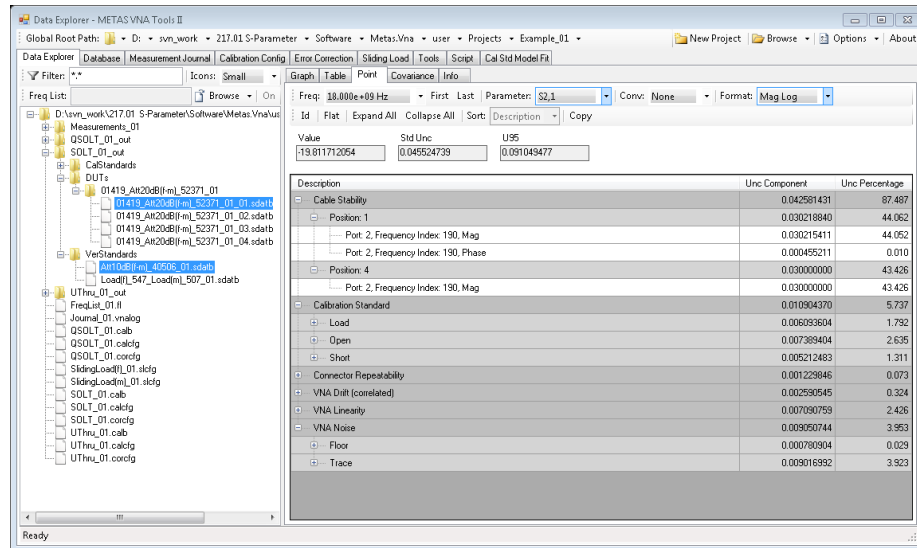 Data Explorer - METAS VNA Tools II
Global Root Path: D: svn_work 217.01 S-Parameter Software Metas.Vna user Projects Example_01 New Project Browse Options About
Data Explorer Database Measurement Journal Calibration Config Error Correction Sliding Load Tools Script Cal Std Model Fit
Filter: *.* Icons: Small
Graph Table Point Covariance Info
Freq List: Browse On
Freq: 18.000e+09 Hz First Last Parameter: S2,1 Conv: None Format: Mag Log
Id Flat Expand All Collapse All Sort: Description Copy
D:\svn_work\217.01 S-Parameter\Software\Metas.Vna\us
Measurements_01
QSOLT_01_out
SOLT_01_out
CalStandards
DUTs
01419_Att20dB(f-m)_52371_01
01419_Att20dB(f-m)_52371_01_01.sdatb
01419_Att20dB(f-m)_52371_01_02.sdatb
01419_Att20dB(f-m)_52371_01_03.sdatb
01419_Att20dB(f-m)_52371_01_04.sdatb
VerStandards
Att10dB(f-m)_40506_01.sdatb
Load(f)_547_Load(m)_507_01.sdatb
UThru_01_out
FreqList_01.fl
Journal_01.vnalog
QSOLT_01.calb
QSOLT_01.calcfg
QSOLT_01.corcfg
SlidingLoad(f)_01.slcfg
SlidingLoad(m)_01.slcfg
SOLT_01.calb
SOLT_01.calcfg
SOLT_01.corcfg
UThru_01.calb
UThru_01.calcfg
UThru_01.corcfg
Value Std Unc U95
-19.811712054 0.045524739 0.091049477
Description Unc Component Unc Percentage
Cable Stability 0.042581431 87.487
Position: 1 0.030218840 44.062
Port: 2, Frequency Index: 190, Mag 0.030215411 44.052
Port: 2, Frequency Index: 190, Phase 0.000455211 0.010
Position: 4 0.030000000 43.426
Port: 2, Frequency Index: 190, Mag 0.030000000 43.426
Calibration Standard 0.010904370 5.737
Load 0.006093604 1.792
Open 0.007389404 2.635
Short 0.005212483 1.311
Connector Repeatability 0.001229846 0.073
VNA Drift (correlated) 0.002590545 0.324
VNA Linearity 0.007090759 2.426
VNA Noise 0.009050744 3.953
Floor 0.000780904 0.029
Trace 0.009016992 3.923
Ready